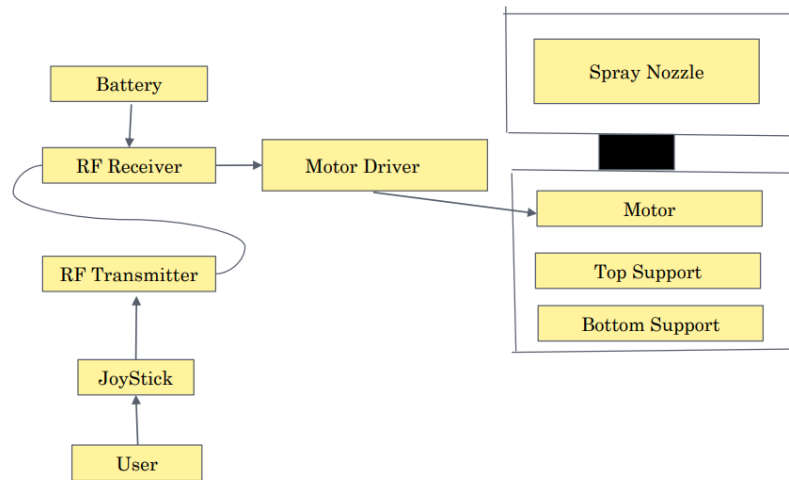 Spray Nozzle
Battery
RF Receiver
Motor Driver
Motor
RF Transmitter
Top Support
Bottom Support
JoyStick
User